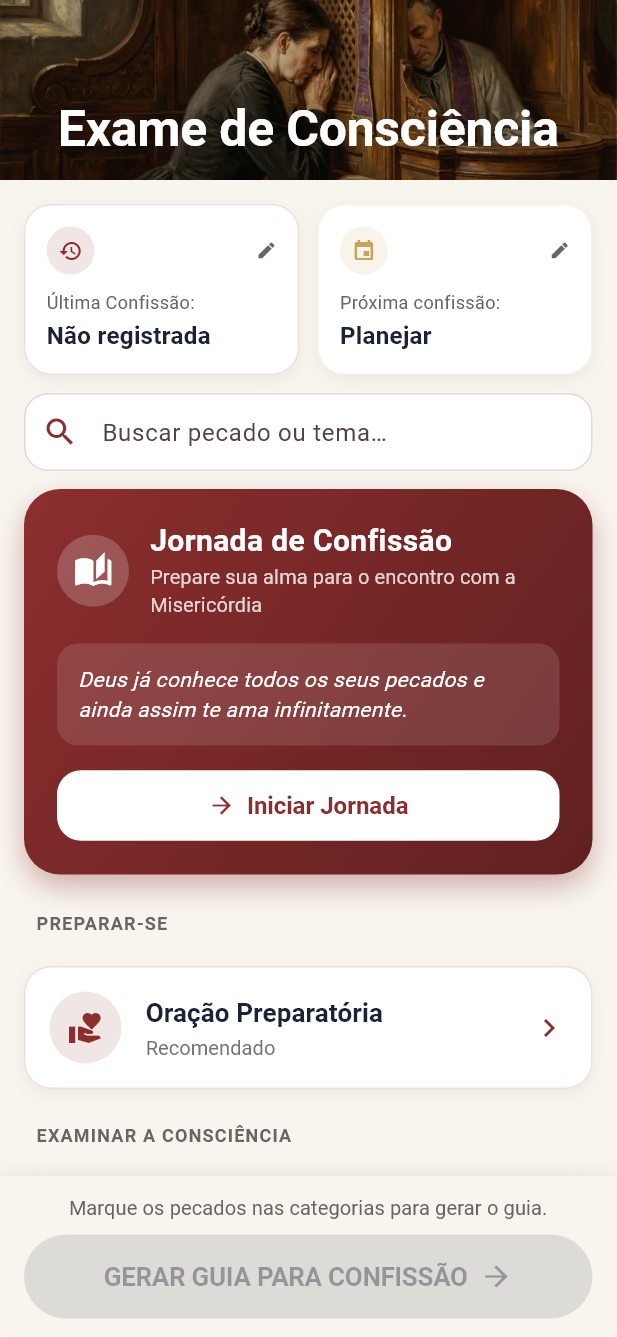 Exame de Consciência
Última Confissão:
Não registrada
Próxima confissão:
Planejar
Buscar pecado ou tema...
Jornada de Confissão
Prepare sua alma para o encontro com a
Misericórdia
Deus já conhece todos os seus pecados e
ainda assim te ama infinitamente.
Iniciar Jornada
PREPARAR-SE
Oração Preparatória
Recomendado
EXAMINAR A CONSCIÊNCIA
Marque os pecados nas categorias para gerar o guia.
GERAR GUIA PARA CONFISSÃO